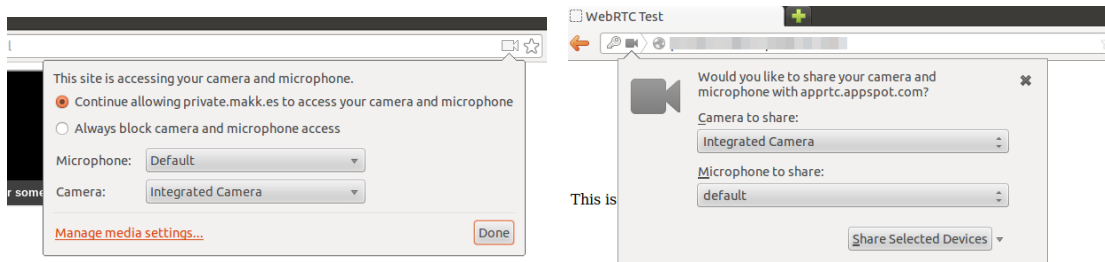 l
This site is accessing your camera and microphone.
Continue allowing private.makk.es to access your camera and microphone
Always block camera and microphone access
Microphone: Default
Camera: Integrated Camera
r some
Manage media settings...
Done
WebRTC Test
Would you like to share your camera and
microphone with apprtc.appspot.com?
Camera to share:
Integrated Camera
Microphone to share:
default
This is
Share Selected Devices